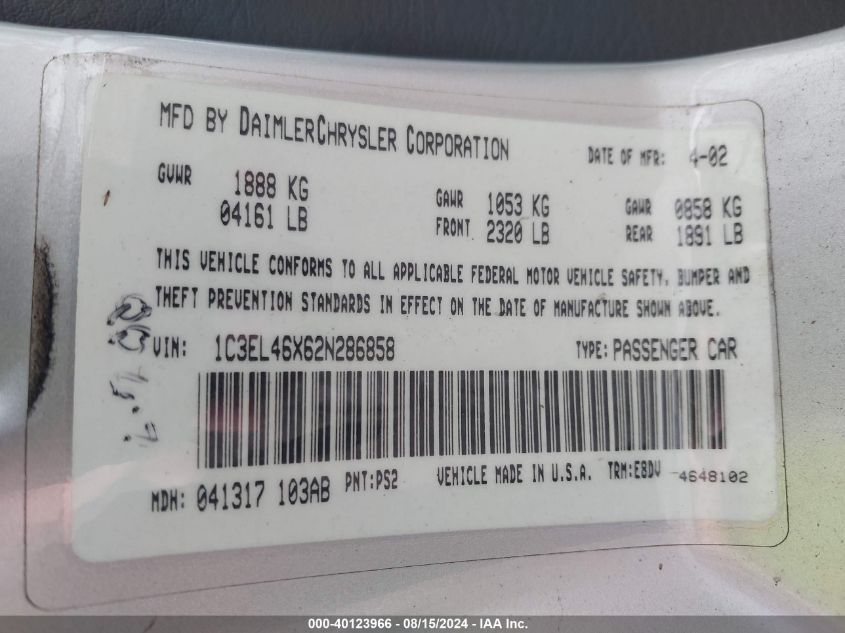 MFD BY DAIMLERCHRYSLER CORPORATION DATE OF MFR: 4-02
GVWR 1888 KG GAWR 1053 KG GAWR 0858 KG
04161 LB FRONT 2320 LB REAR 1891 LB
THIS VEHICLE CONFORMS TO ALL APPLICABLE FEDERAL MOTOR VEHICLE SAFETY, BUMPER AND
THEFT PREVENTION STANDARDS IN EFFECT ON THE DATE OF MANUFACTURE SHOWN ABOVE.
VIN: 1C3EL46X62N286858 TYPE: PASSENGER CAR
MDH: 041317 103AB PNT:PS2 VEHICLE MADE IN U.S.A. TRM:E8DV 4648102
000-40123966 - 08/15/2024 - IAA Inc.